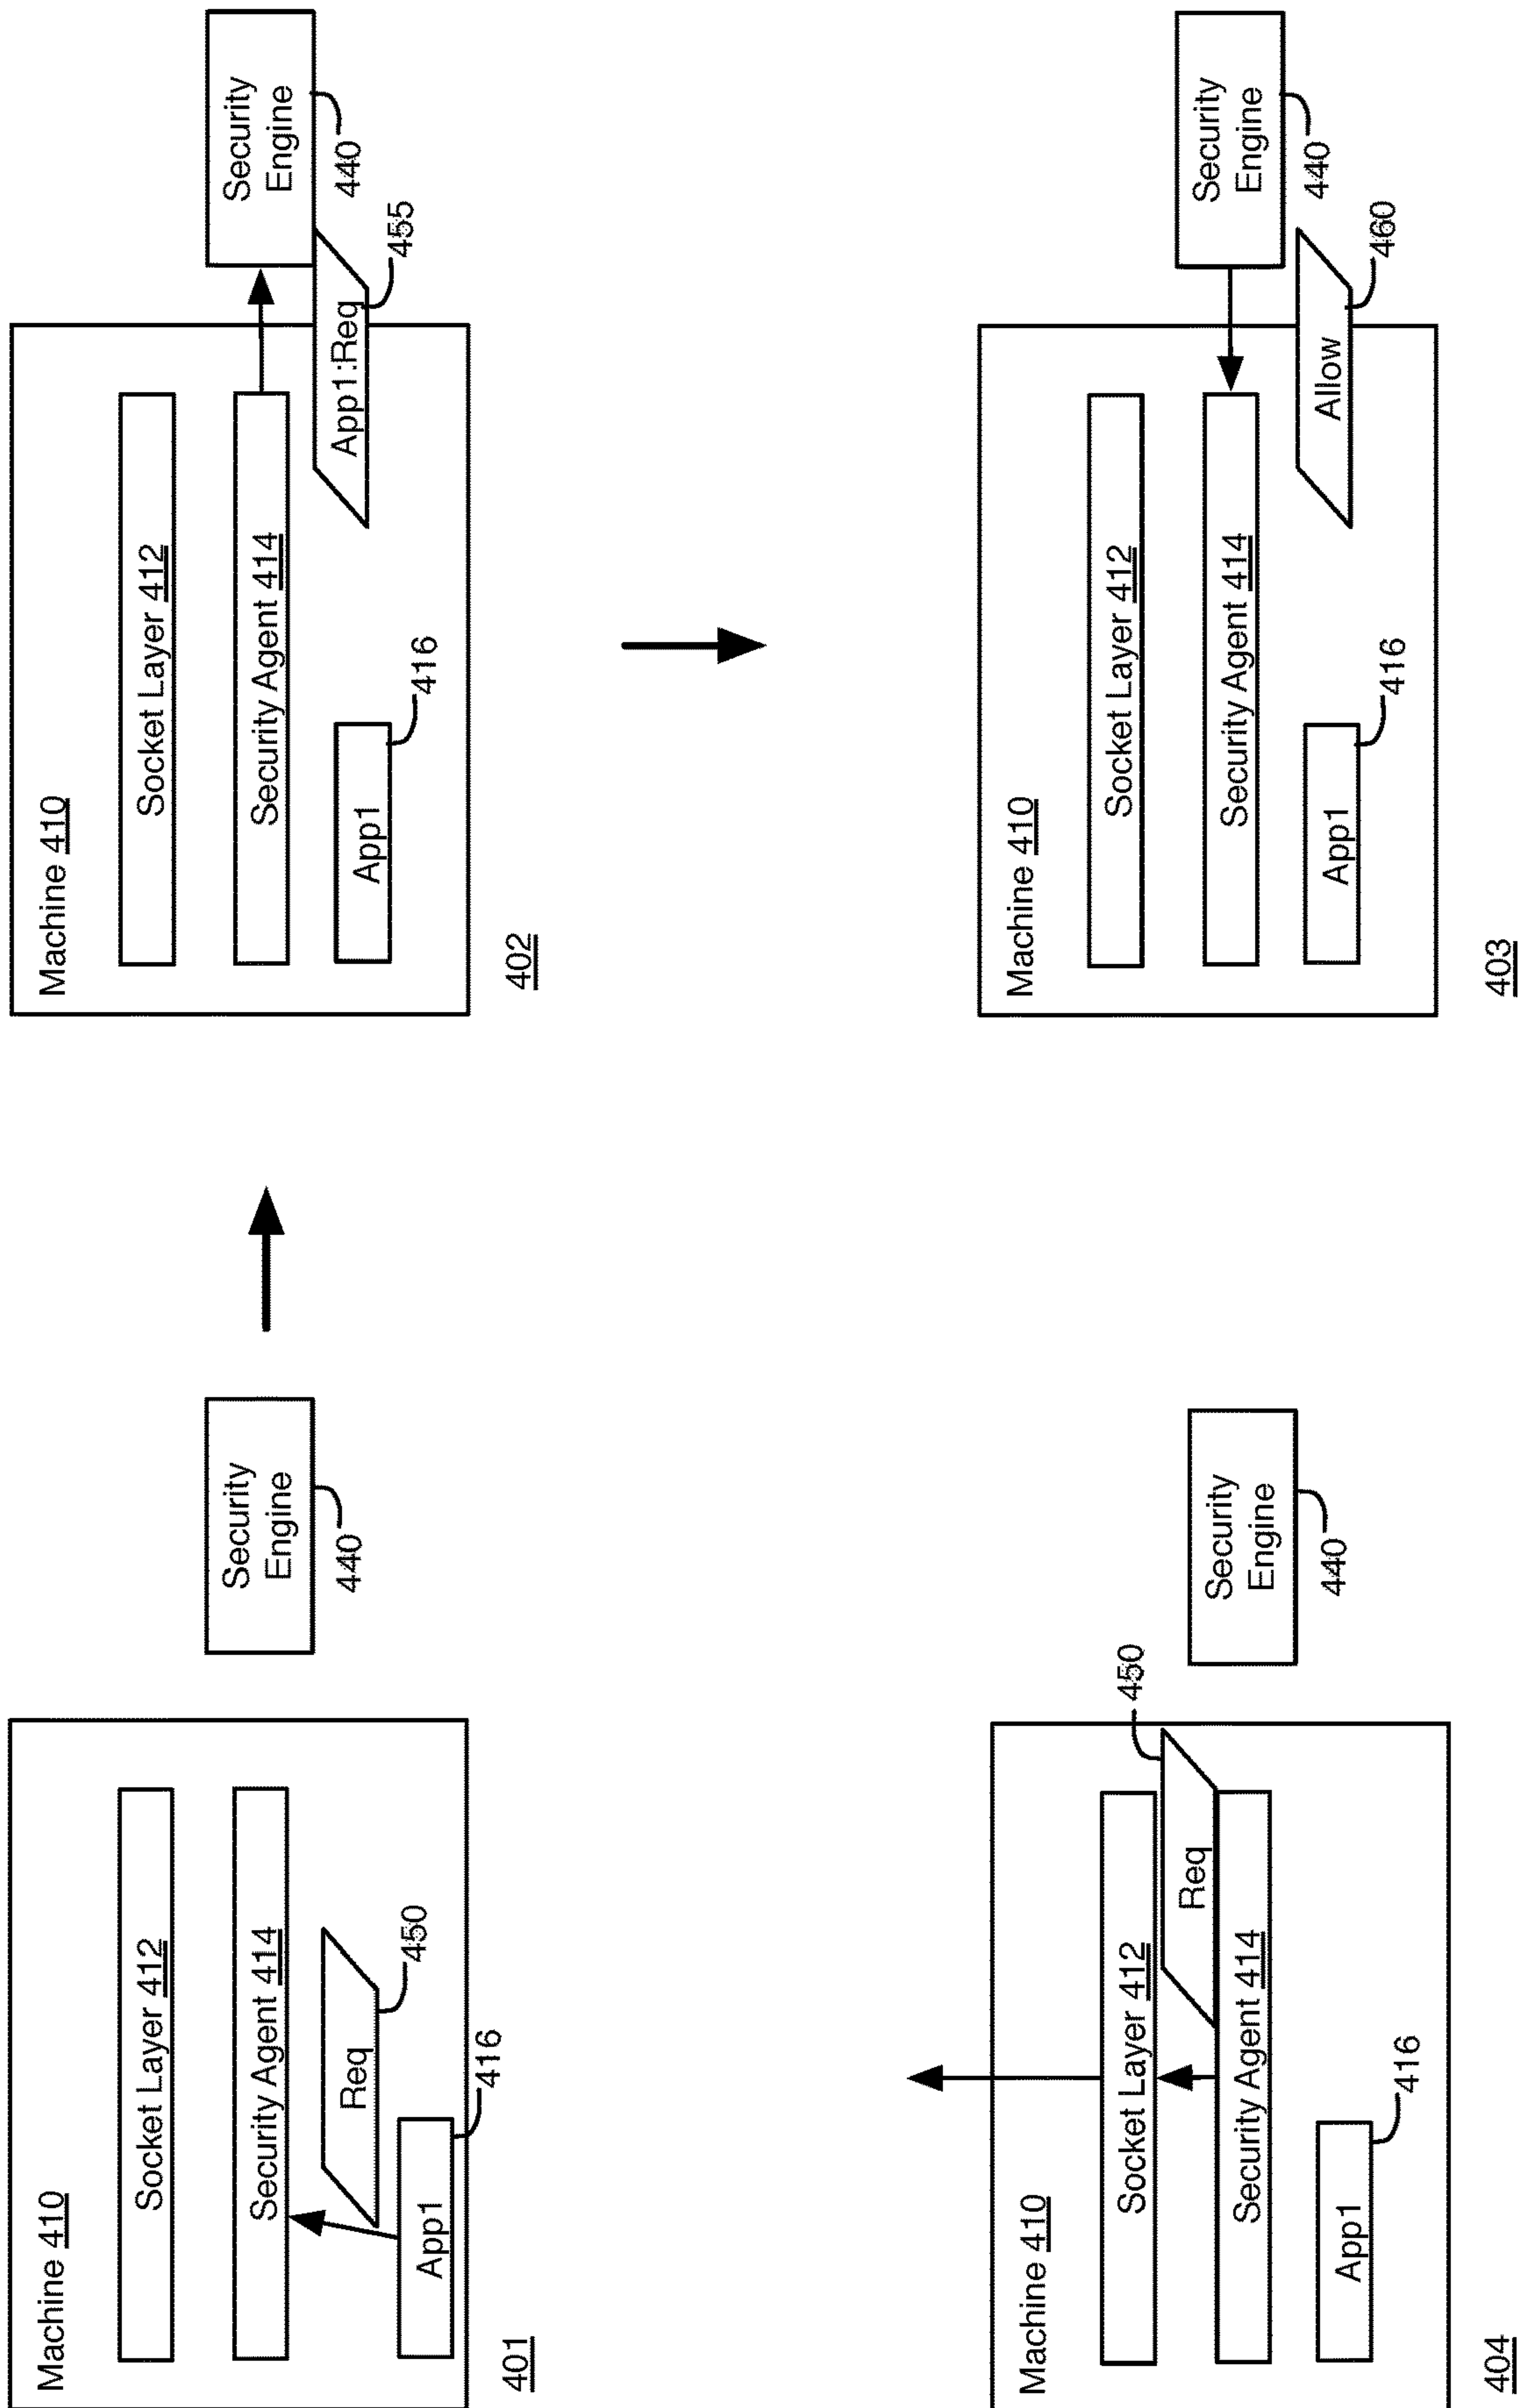 Machine 410
Socket Layer 412
Security Agent 414
Req
450
App1
416
Security
Engine
440
401
Machine 410
Socket Layer 412
Security Agent 414
App1
416
App1:Req
455
Security
Engine
440
402
Machine 410
Socket Layer 412
Security Agent 414
App1
416
Allow
460
Security
Engine
440
403
Machine 410
Socket Layer 412
Req
450
Security Agent 414
App1
416
Security
Engine
440
404